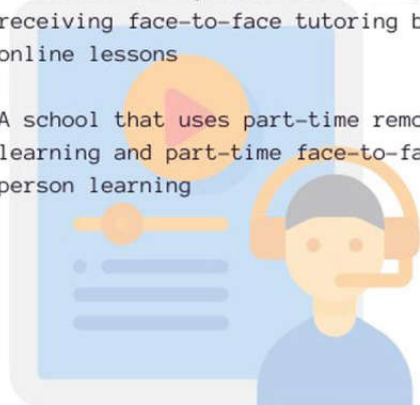 receiving face-to-face tutoring b
online lessons
A school that uses part-time remo
learning and part-time face-to-fa
person learning